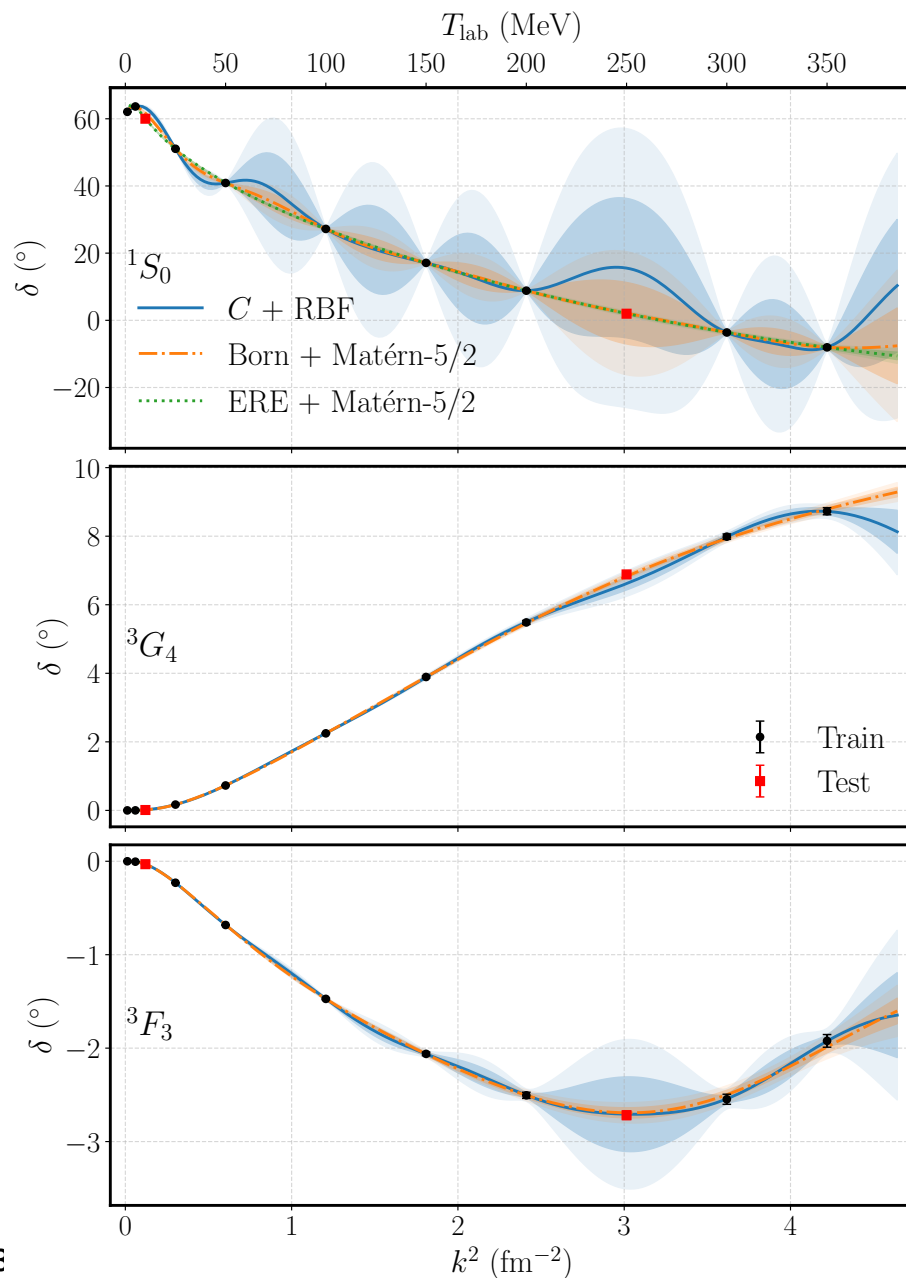 T_lab (MeV)
0 50 100 150 200 250 300 350
60
40
20
0
−20
δ (°)
¹S₀
C + RBF
Born + Matérn-5/2
ERE + Matérn-5/2
10
8
6
4
2
0
δ (°)
³G₄
Train
Test
0
−1
−2
−3
δ (°)
³F₃
0 1 2 3 4
k² (fm⁻²)